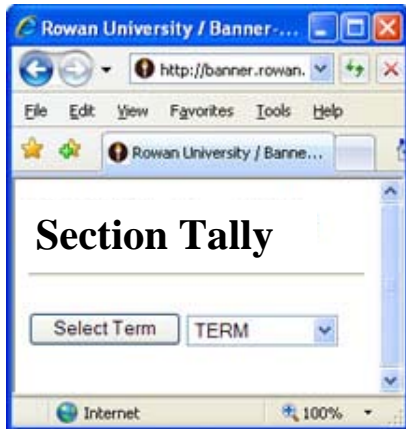 Rowan University / Banner-...
http://banner.rowan.
File Edit View Favorites Tools Help
Rowan University / Banne...
Section Tally
Select Term TERM
Internet 100%